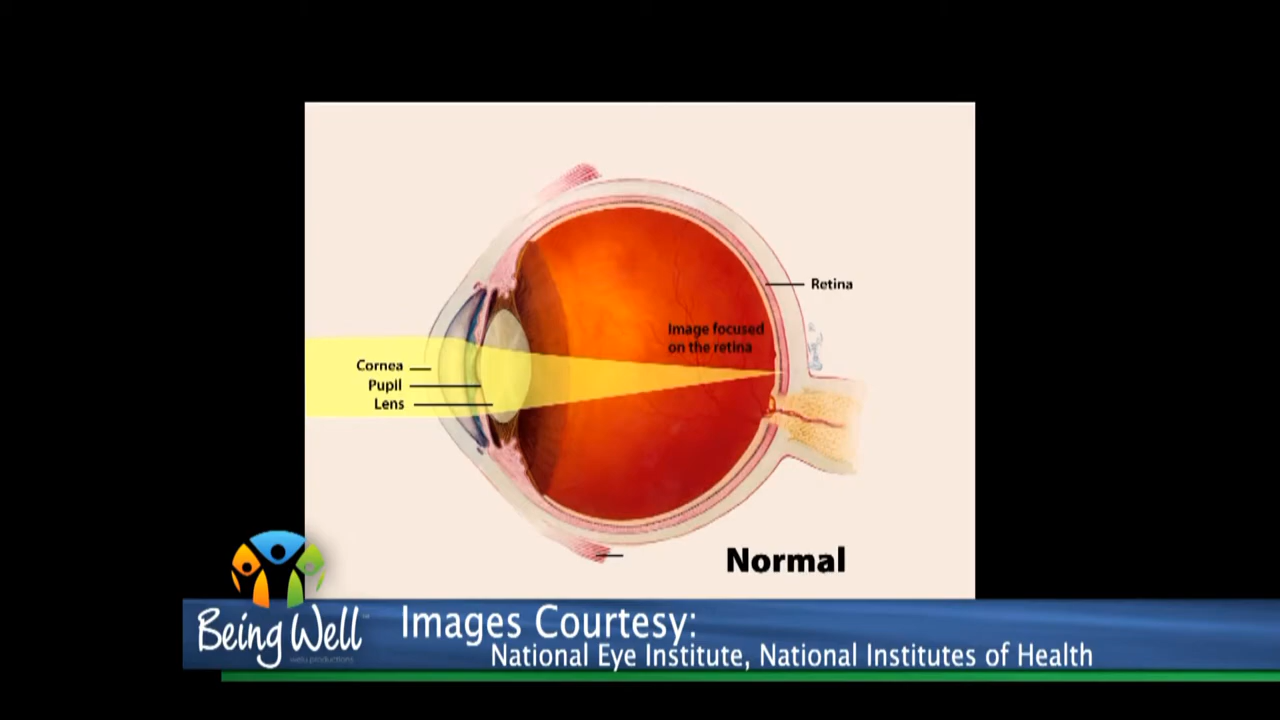 Retina
Image focused
on the retina
Cornea
Pupil
Lens
Normal
Being Well
Images Courtesy:
National Eye Institute, National Institutes of Health